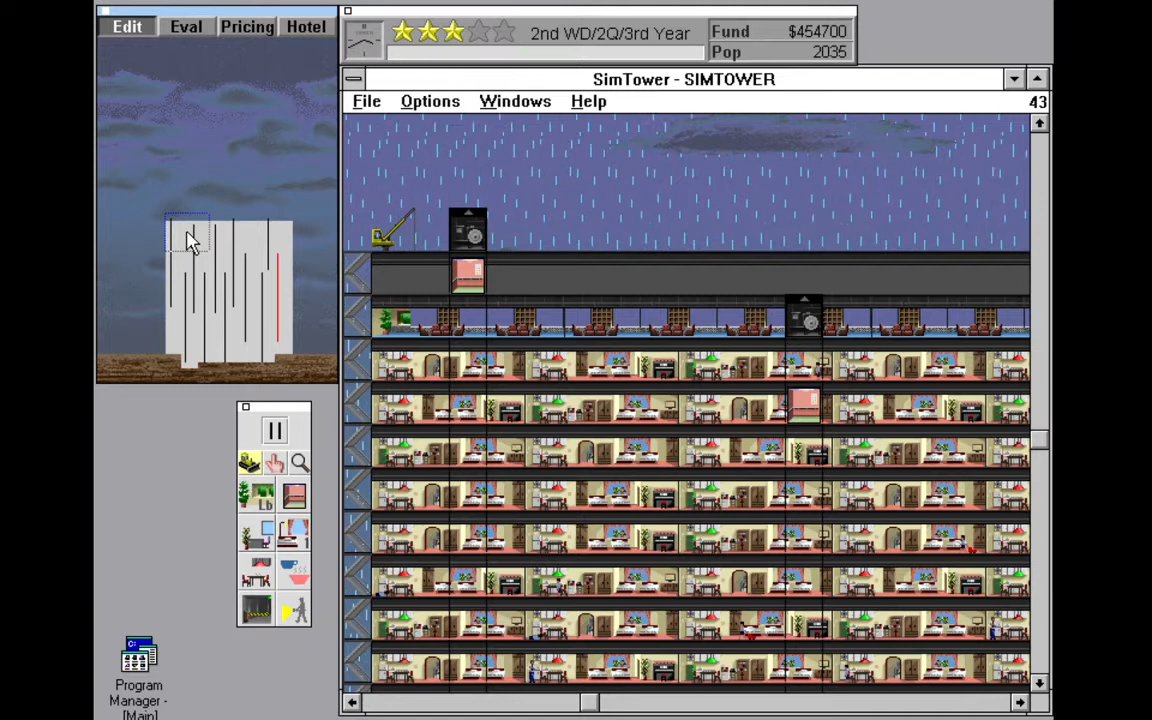 Edit Eval Pricing Hotel
2nd WD/2Q/3rd Year
Fund $454700
Pop 2035
SimTower - SIMTOWER
File Options Windows Help
43
Lb
1
Program
Manager -
[Main]